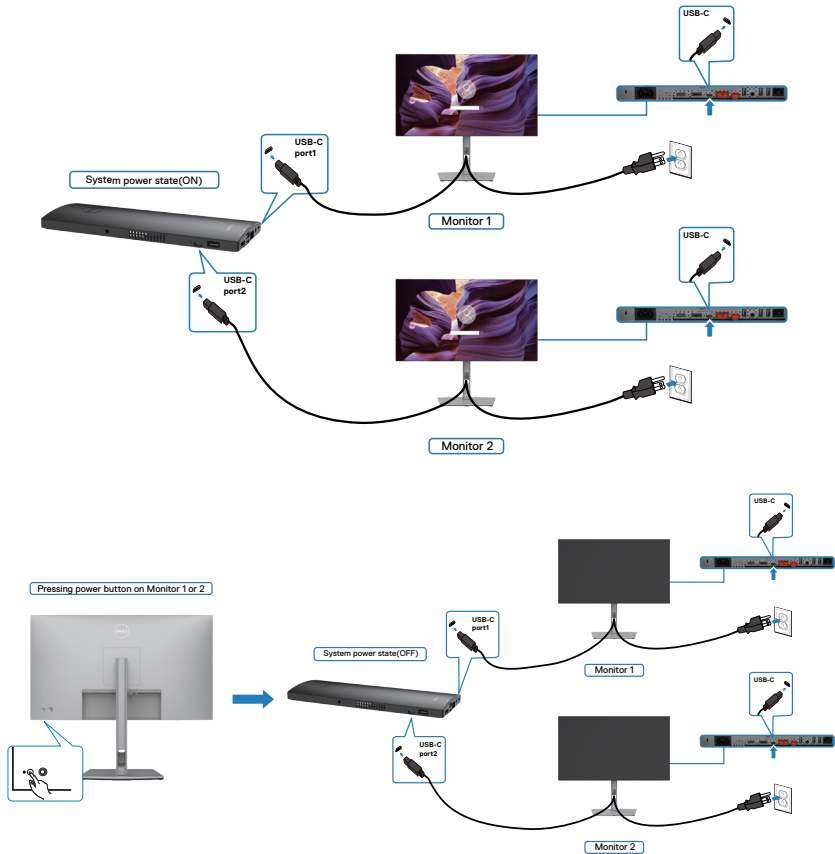 USB-C
USB-C
port1
System power state(ON)
Monitor 1
USB-C
USB-C
port2
Monitor 2
USB-C
Pressing power button on Monitor 1 or 2
DELL
USB-C
port1
System power state(OFF)
Monitor 1
USB-C
USB-C
port2
Monitor 2